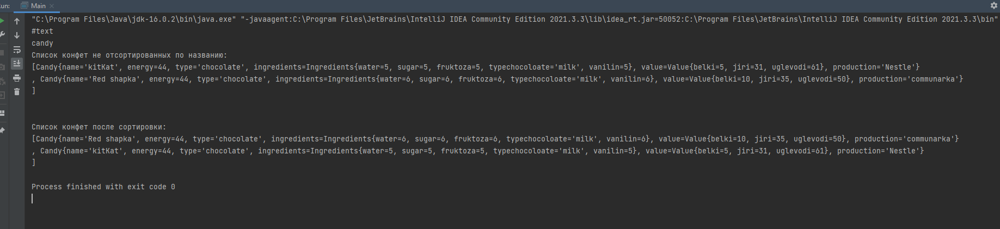 un:
Main
"C:\Program Files\Java\jdk-16.0.2\bin\java.exe" "-javaagent:C:\Program Files\JetBrains\IntelliJ IDEA Community Edition 2021.3.3\lib\idea_rt.jar=50052:C:\Program Files\JetBrains\IntelliJ IDEA Community Edition 2021.3.3\bin"
#text
candy
Список конфет не отсортированных по названию:
[Candy{name='kitKat', energy=44, type='chocolate', ingredients=Ingredients{water=5, sugar=5, fruktoza=5, typechocoloate='milk', vanilin=5}, value=Value{belki=5, jiri=31, uglevodi=61}, production='Nestle'}
, Candy{name='Red shapka', energy=44, type='chocolate', ingredients=Ingredients{water=6, sugar=6, fruktoza=6, typechocoloate='milk', vanilin=6}, value=Value{belki=10, jiri=35, uglevodi=50}, production='communarka'}
]
Список конфет после сортировки:
[Candy{name='Red shapka', energy=44, type='chocolate', ingredients=Ingredients{water=6, sugar=6, fruktoza=6, typechocoloate='milk', vanilin=6}, value=Value{belki=10, jiri=35, uglevodi=50}, production='communarka'}
, Candy{name='kitKat', energy=44, type='chocolate', ingredients=Ingredients{water=5, sugar=5, fruktoza=5, typechocoloate='milk', vanilin=5}, value=Value{belki=5, jiri=31, uglevodi=61}, production='Nestle'}
]
Process finished with exit code 0